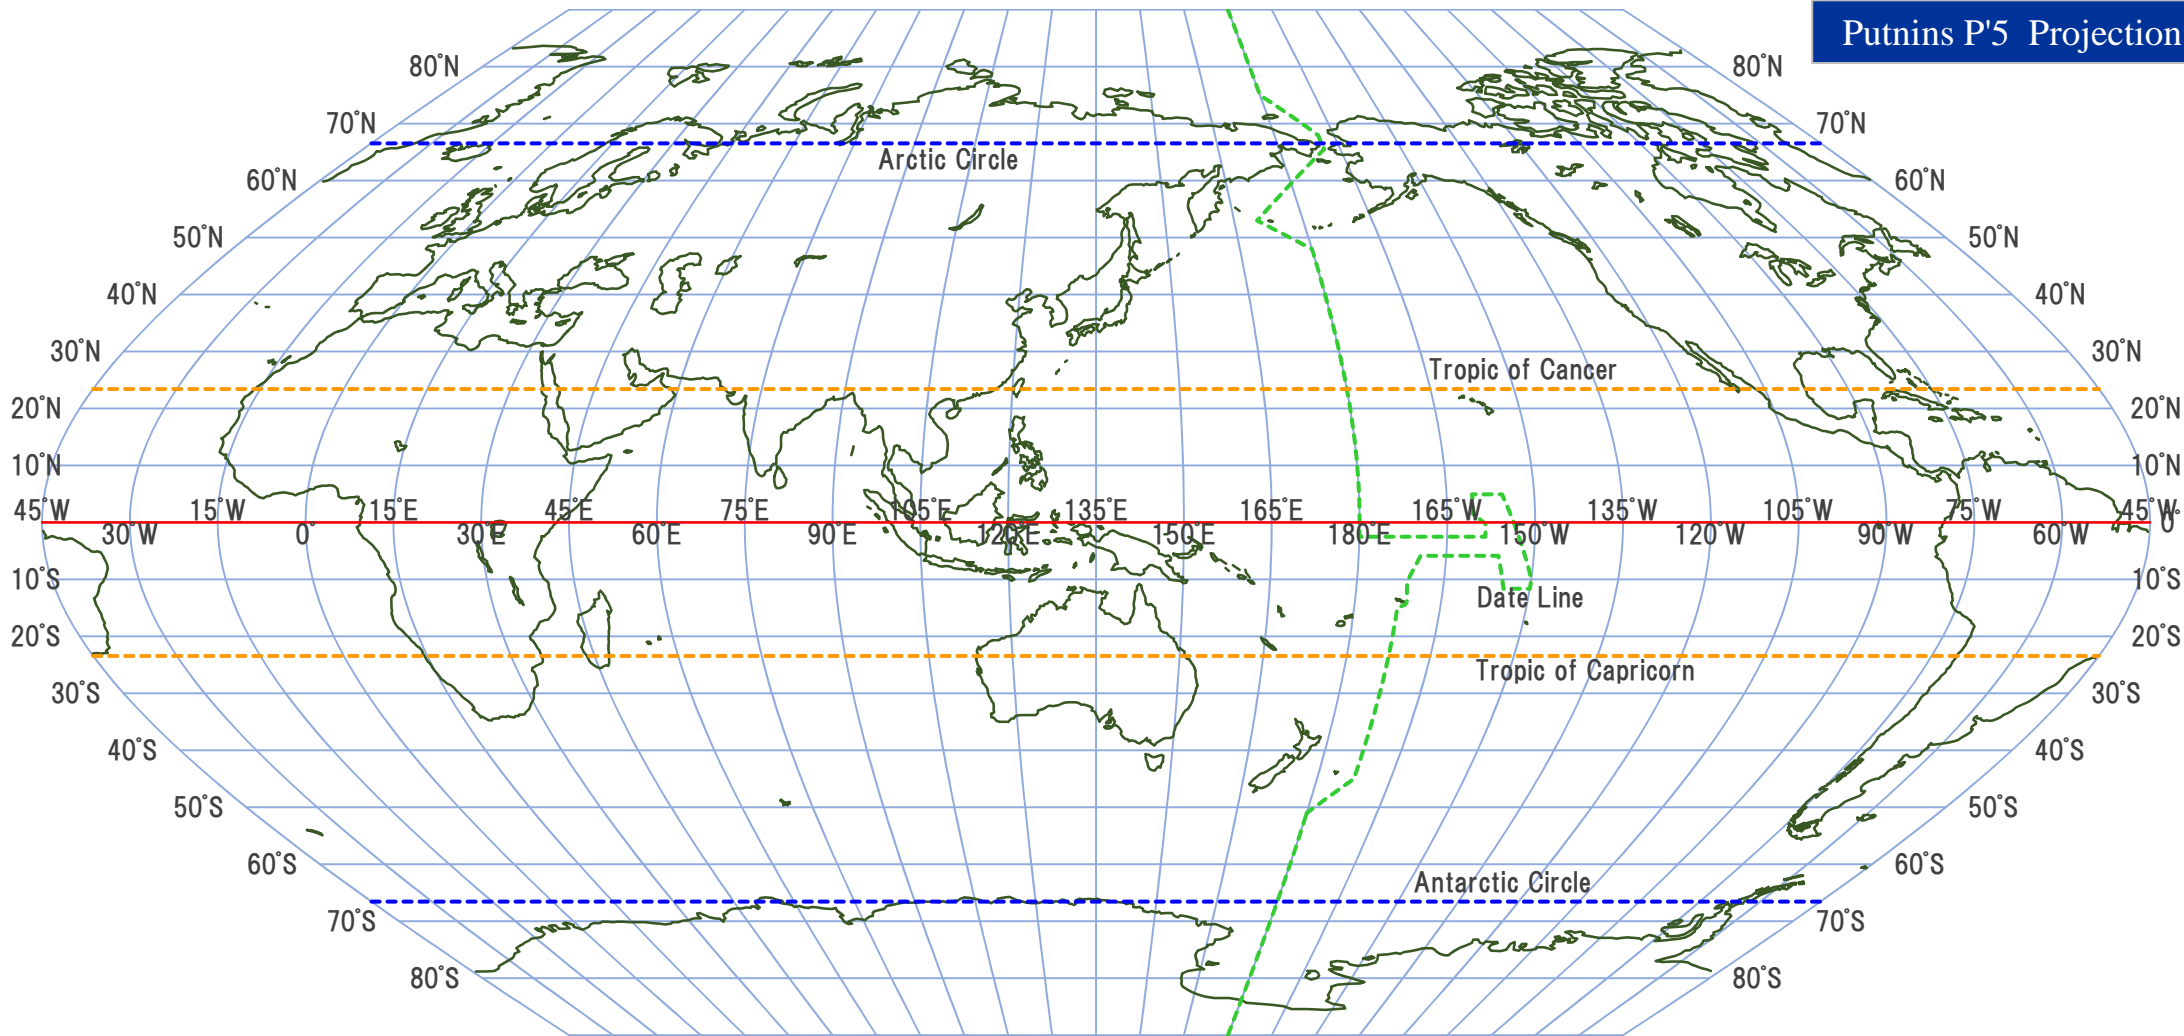 Putnins P'5 Projection
80°N 80°N
70°N 70°N
Arctic Circle
60°N 60°N
50°N 50°N
40°N 40°N
30°N 30°N
Tropic of Cancer
20°N 20°N
10°N 10°N
45°W 15°W 15°E 45°E 75°E 105°E 135°E 165°E 165°W 135°W 105°W 75°W 45°W
30°W 0° 30°E 60°E 90°E 120°E 150°E 180°E 150°W 120°W 90°W 60°W 0°
10°S 10°S
Date Line
20°S 20°S
Tropic of Capricorn
30°S 30°S
40°S 40°S
50°S 50°S
60°S 60°S
Antarctic Circle
70°S 70°S
80°S 80°S